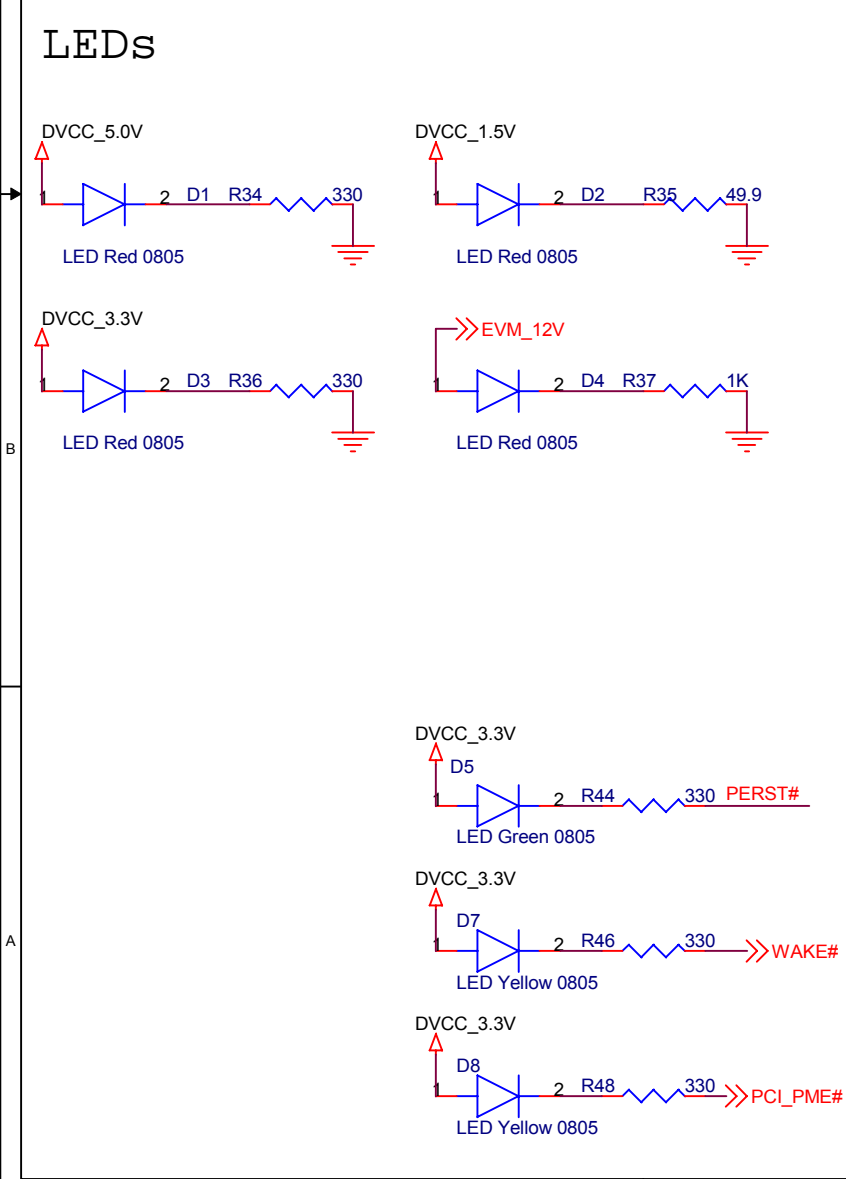 LEDs
DVCC_5.0V
DVCC_1.5V
1 2 D1 R34 330
1 2 D2 R35 49.9
LED Red 0805
LED Red 0805
DVCC_3.3V
EVM_12V
1 2 D3 R36 330
1 2 D4 R37 1K
LED Red 0805
LED Red 0805
B
DVCC_3.3V
D5
1 2 R44 330 PERST#
LED Green 0805
DVCC_3.3V
D7
A
1 2 R46 330 WAKE#
LED Yellow 0805
DVCC_3.3V
D8
1 2 R48 330 PCI_PME#
LED Yellow 0805